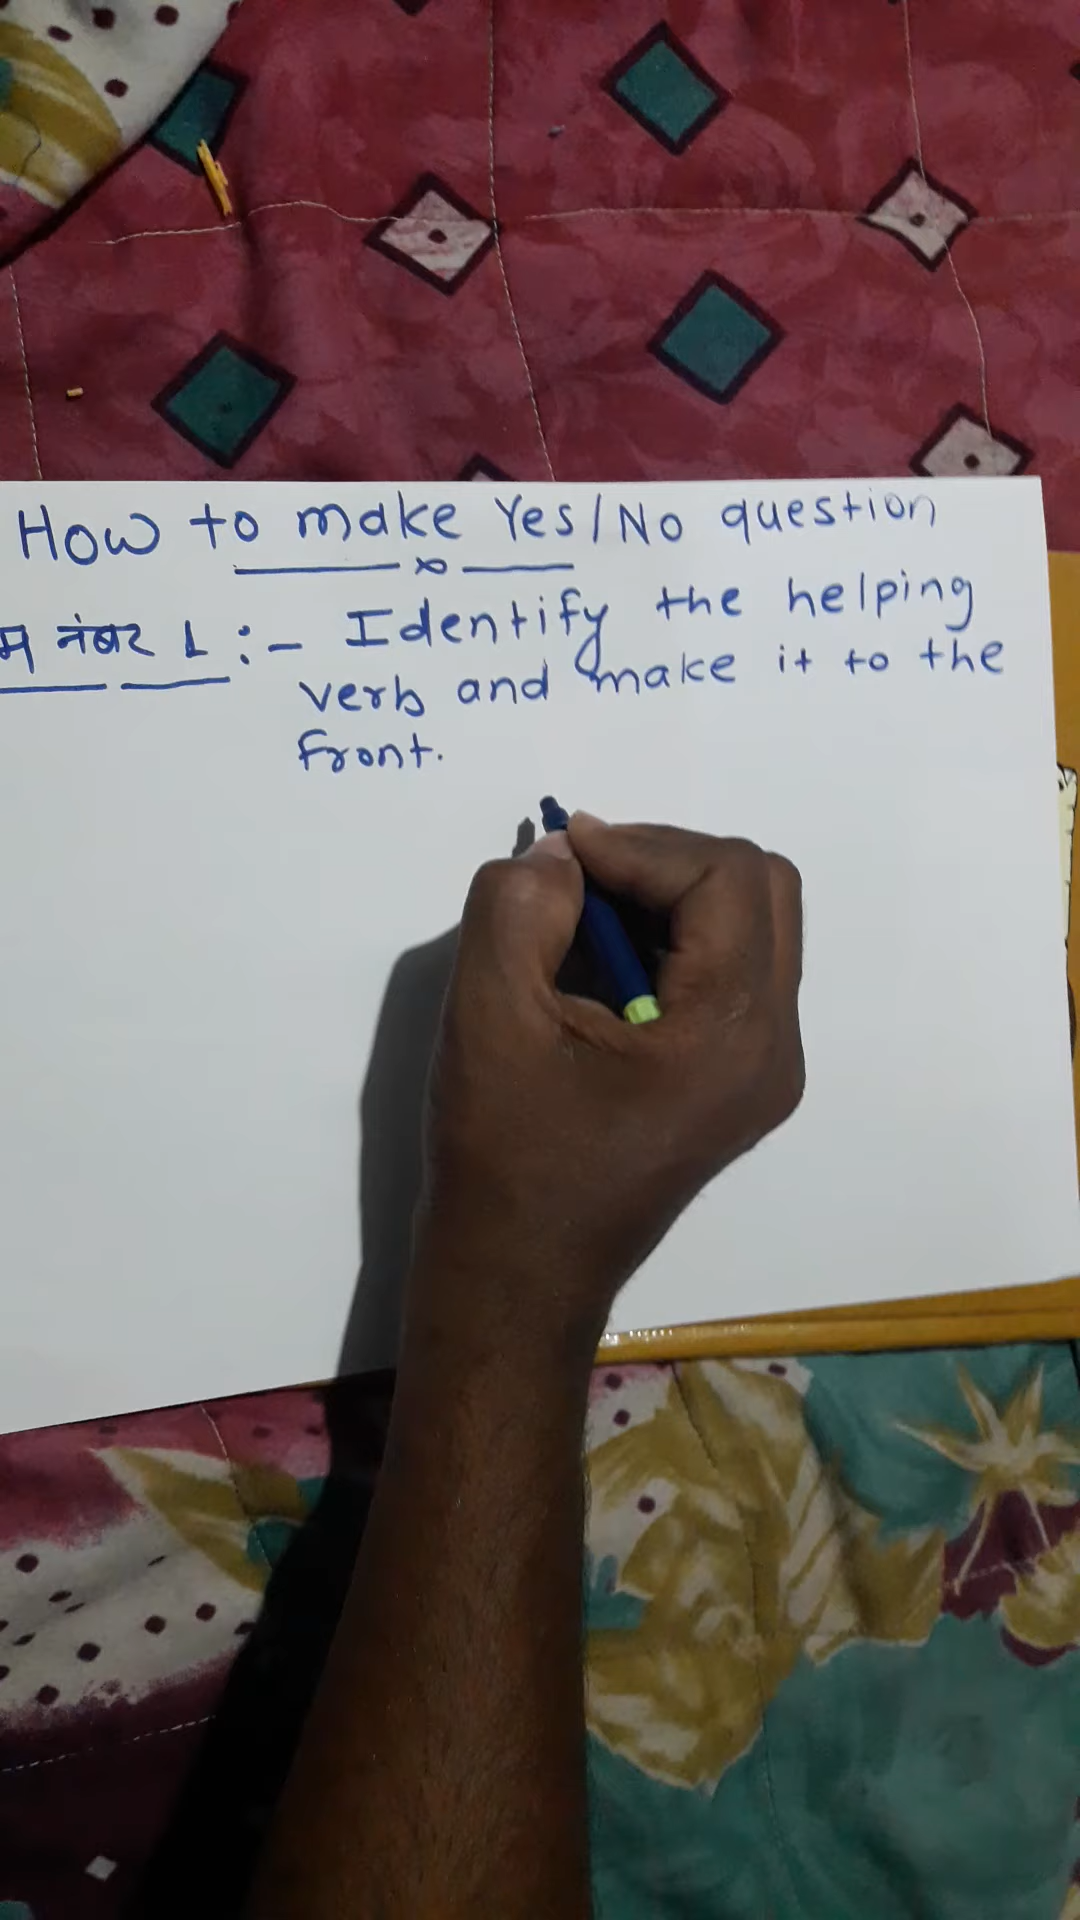 How to make Yes/No question
नंबर 1 :- Identify the helping
verb and make it to the
front.